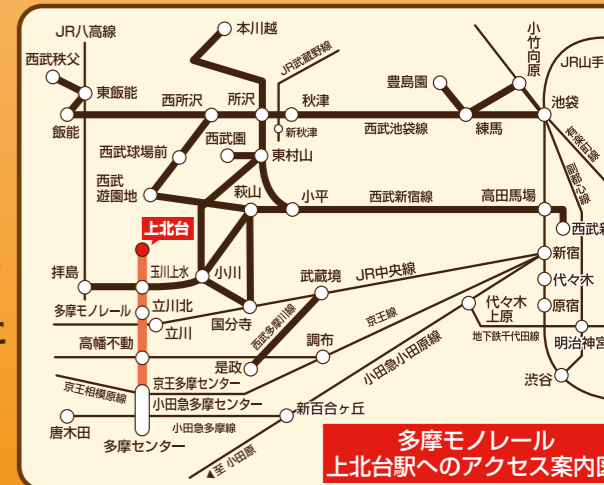 JR八高線
本川越
小竹向原
西武秩父
JR武蔵野線
JR山手
東飯能
豊島園
西所沢
所沢
秋津
池袋
飯能
新秋津
西武池袋線
練馬
有楽町線
西武球場前
西武園
東村山
副都心線
西武
遊園地
萩山
小平
西武新宿線
高田馬場
上北台
西武新
拝島
玉川上水
小川
武蔵境
JR中央線
新宿
多摩モノレール
立川北
代々木
立川
国分寺
西武多摩川線
京王線
代々木
上原
原宿
高幡不動
調布
地下鉄千代田線
明治神宮
是政
小田急小田原線
京王相模原線
京王多摩センター
渋谷
小田急多摩センター
新百合ヶ丘
唐木田
小田急多摩線
多摩センター
▲至 小田原
多摩モノレール
上北台駅へのアクセス案内図